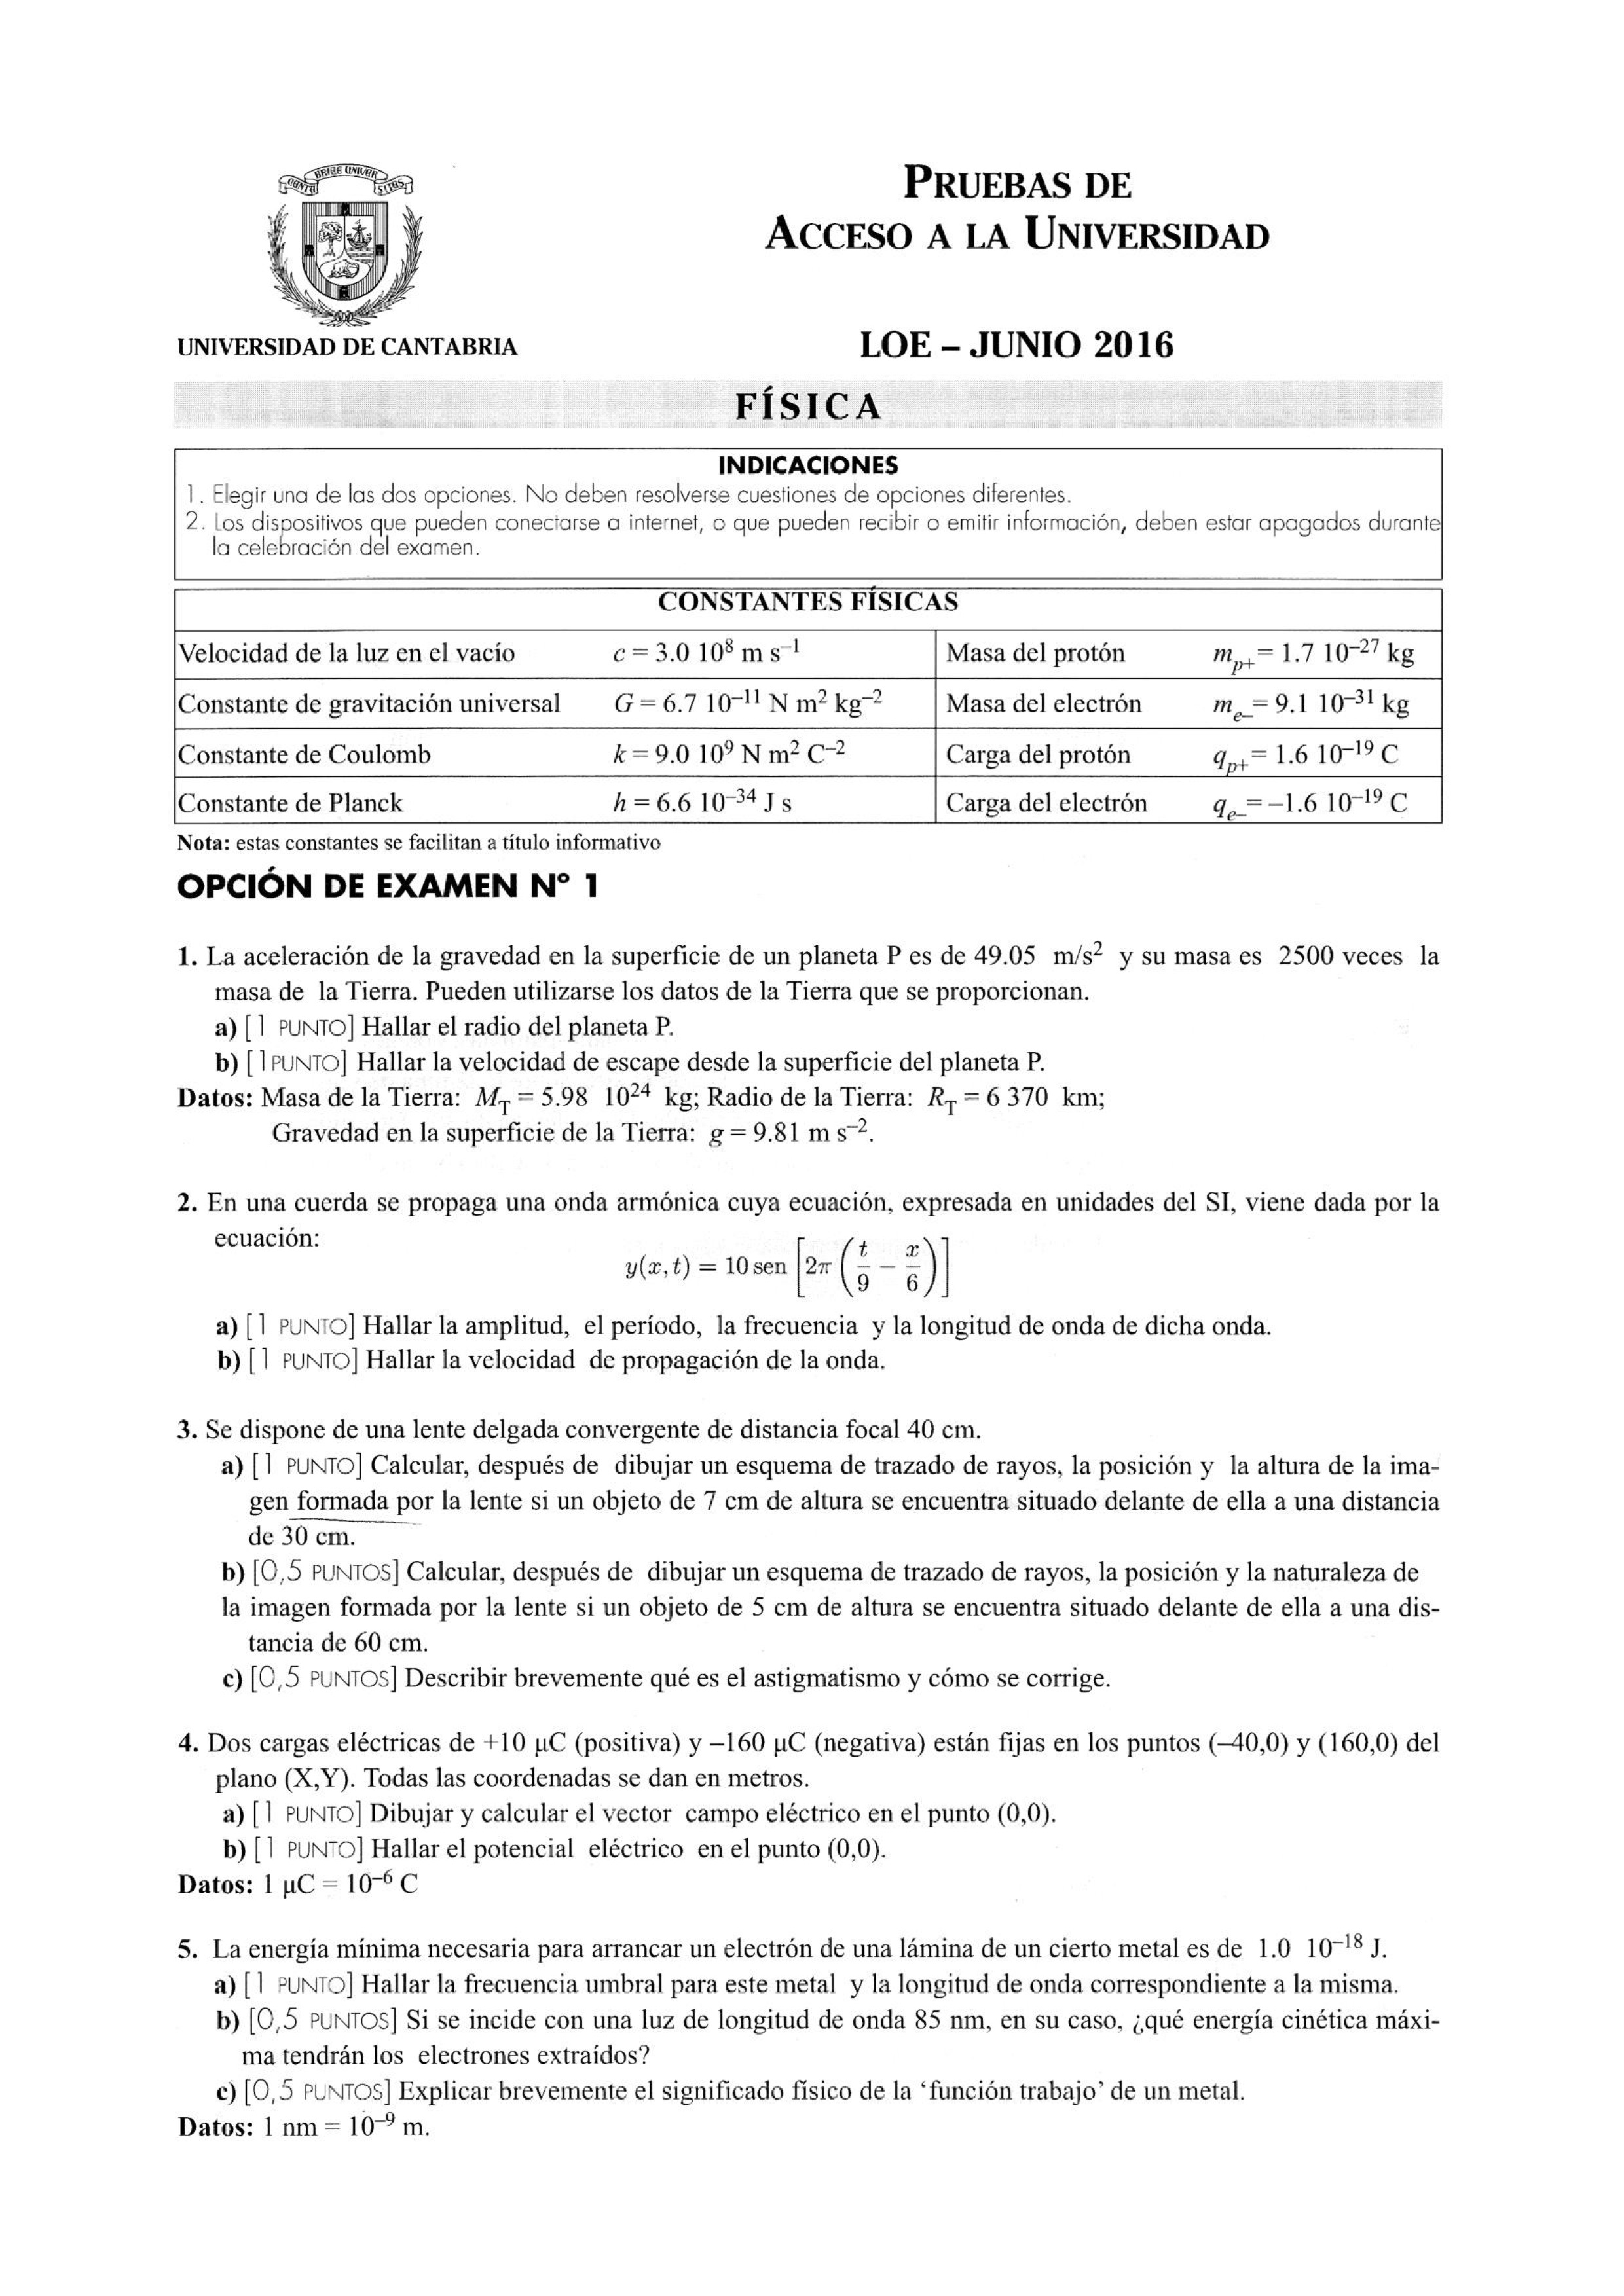 CANTABRIGE UNIVERSITAS
PRUEBAS DE
ACCESO A LA UNIVERSIDAD
UNIVERSIDAD DE CANTABRIA
LOE – JUNIO 2016
FÍSICA
INDICACIONES
1. Elegir una de las dos opciones. No deben resolverse cuestiones de opciones diferentes.
2. Los dispositivos que pueden conectarse a internet, o que pueden recibir o emitir información, deben estar apagados durante
la celebración del examen.
CONSTANTES FÍSICAS
Velocidad de la luz en el vacío c = 3.0 10⁸ m s⁻¹ Masa del protón m_p+ = 1.7 10⁻²⁷ kg
Constante de gravitación universal G = 6.7 10⁻¹¹ N m² kg⁻² Masa del electrón m_e– = 9.1 10⁻³¹ kg
Constante de Coulomb k = 9.0 10⁹ N m² C⁻² Carga del protón q_p+ = 1.6 10⁻¹⁹ C
Constante de Planck h = 6.6 10⁻³⁴ J s Carga del electrón q_e– = –1.6 10⁻¹⁹ C
Nota: estas constantes se facilitan a título informativo
OPCIÓN DE EXAMEN Nº 1
1. La aceleración de la gravedad en la superficie de un planeta P es de 49.05 m/s² y su masa es 2500 veces la
masa de la Tierra. Pueden utilizarse los datos de la Tierra que se proporcionan.
a) [1 PUNTO] Hallar el radio del planeta P.
b) [1 PUNTO] Hallar la velocidad de escape desde la superficie del planeta P.
Datos: Masa de la Tierra: M_T = 5.98 10²⁴ kg; Radio de la Tierra: R_T = 6 370 km;
Gravedad en la superficie de la Tierra: g = 9.81 m s⁻².
2. En una cuerda se propaga una onda armónica cuya ecuación, expresada en unidades del SI, viene dada por la
ecuación:
y(x, t) = 10 sen [2π (t/9 − x/6)]
a) [1 PUNTO] Hallar la amplitud, el período, la frecuencia y la longitud de onda de dicha onda.
b) [1 PUNTO] Hallar la velocidad de propagación de la onda.
3. Se dispone de una lente delgada convergente de distancia focal 40 cm.
a) [1 PUNTO] Calcular, después de dibujar un esquema de trazado de rayos, la posición y la altura de la ima-
gen formada por la lente si un objeto de 7 cm de altura se encuentra situado delante de ella a una distancia
de 30 cm.
b) [0,5 PUNTOS] Calcular, después de dibujar un esquema de trazado de rayos, la posición y la naturaleza de
la imagen formada por la lente si un objeto de 5 cm de altura se encuentra situado delante de ella a una dis-
tancia de 60 cm.
c) [0,5 PUNTOS] Describir brevemente qué es el astigmatismo y cómo se corrige.
4. Dos cargas eléctricas de +10 µC (positiva) y –160 µC (negativa) están fijas en los puntos (–40,0) y (160,0) del
plano (X,Y). Todas las coordenadas se dan en metros.
a) [1 PUNTO] Dibujar y calcular el vector campo eléctrico en el punto (0,0).
b) [1 PUNTO] Hallar el potencial eléctrico en el punto (0,0).
Datos: 1 µC = 10⁻⁶ C
5. La energía mínima necesaria para arrancar un electrón de una lámina de un cierto metal es de 1.0 10⁻¹⁸ J.
a) [1 PUNTO] Hallar la frecuencia umbral para este metal y la longitud de onda correspondiente a la misma.
b) [0,5 PUNTOS] Si se incide con una luz de longitud de onda 85 nm, en su caso, ¿qué energía cinética máxi-
ma tendrán los electrones extraídos?
c) [0,5 PUNTOS] Explicar brevemente el significado físico de la ‘función trabajo’ de un metal.
Datos: 1 nm = 10⁻⁹ m.